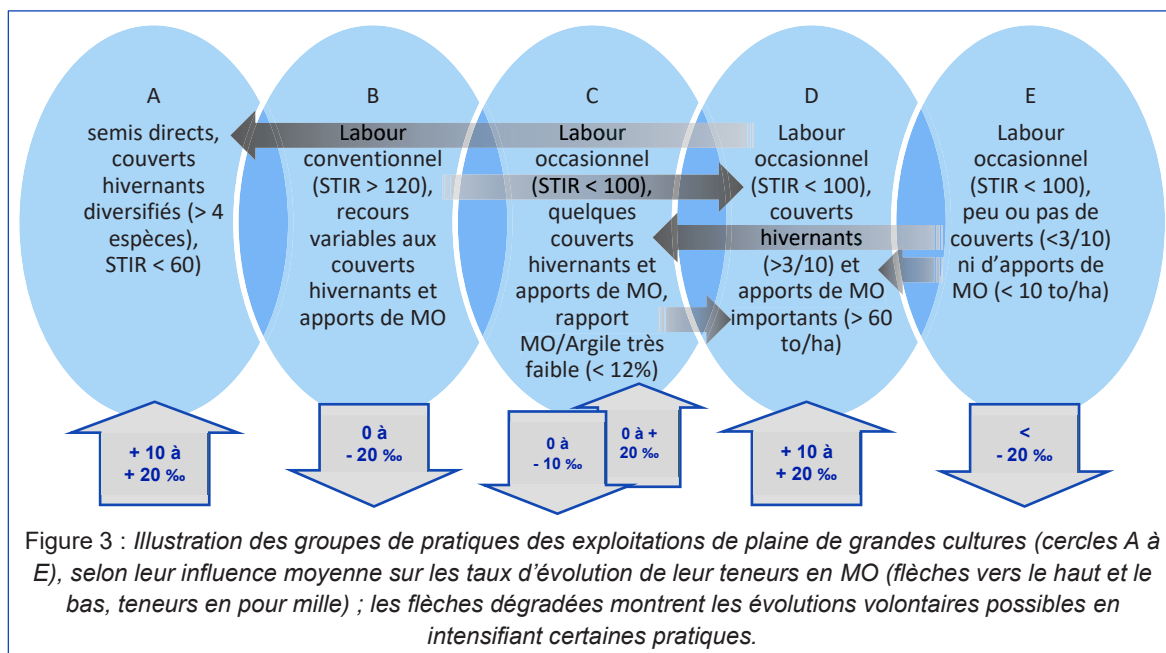 A
semis directs,
couverts
hivernants
diversifiés (> 4
espèces),
STIR < 60)
B
Labour
conventionnel
(STIR > 120),
recours
variables aux
couverts
hivernants et
apports de MO
C
Labour
occasionnel
(STIR < 100),
quelques
couverts
hivernants et
apports de MO,
rapport
MO/Argile très
faible (< 12%)
D
Labour
occasionnel
(STIR < 100),
couverts
hivernants
(>3/10) et
apports de MO
importants (> 60
to/ha)
E
Labour
occasionnel
(STIR < 100),
peu ou pas de
couverts (<3/10)
ni d’apports de
MO (< 10 to/ha)
+ 10 à
+ 20 ‰
0 à
- 20 ‰
0 à
- 10 ‰
0 à +
20 ‰
+ 10 à
+ 20 ‰
<
- 20 ‰
Figure 3 : Illustration des groupes de pratiques des exploitations de plaine de grandes cultures (cercles A à
E), selon leur influence moyenne sur les taux d’évolution de leur teneurs en MO (flèches vers le haut et le
bas, teneurs en pour mille) ; les flèches dégradées montrent les évolutions volontaires possibles en
intensifiant certaines pratiques.